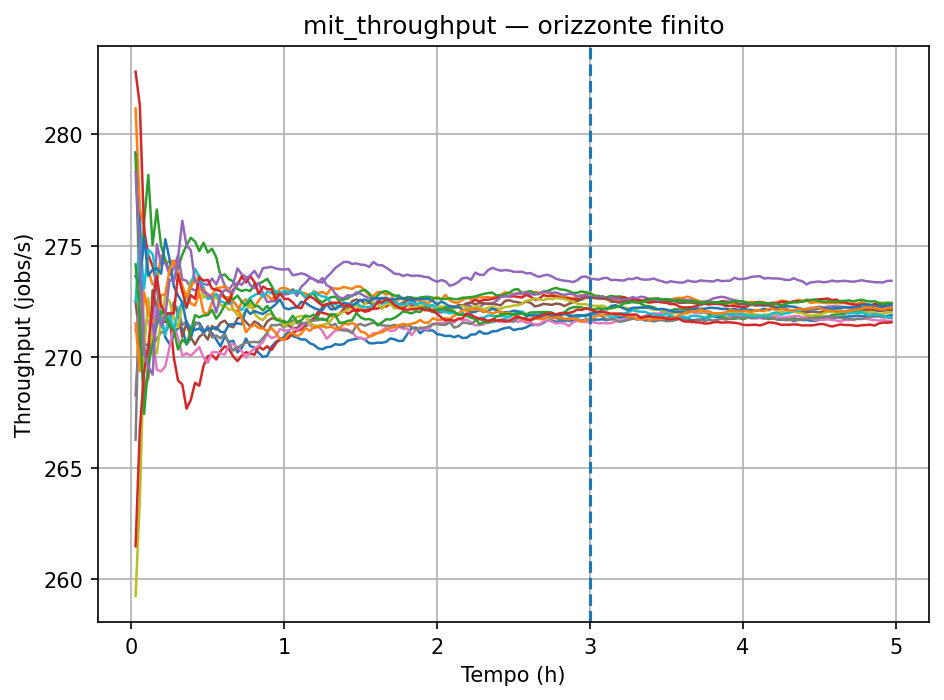 mit_throughput — orizzonte finito
Throughput (jobs/s)
280
275
270
265
260
0 1 2 3 4 5
Tempo (h)